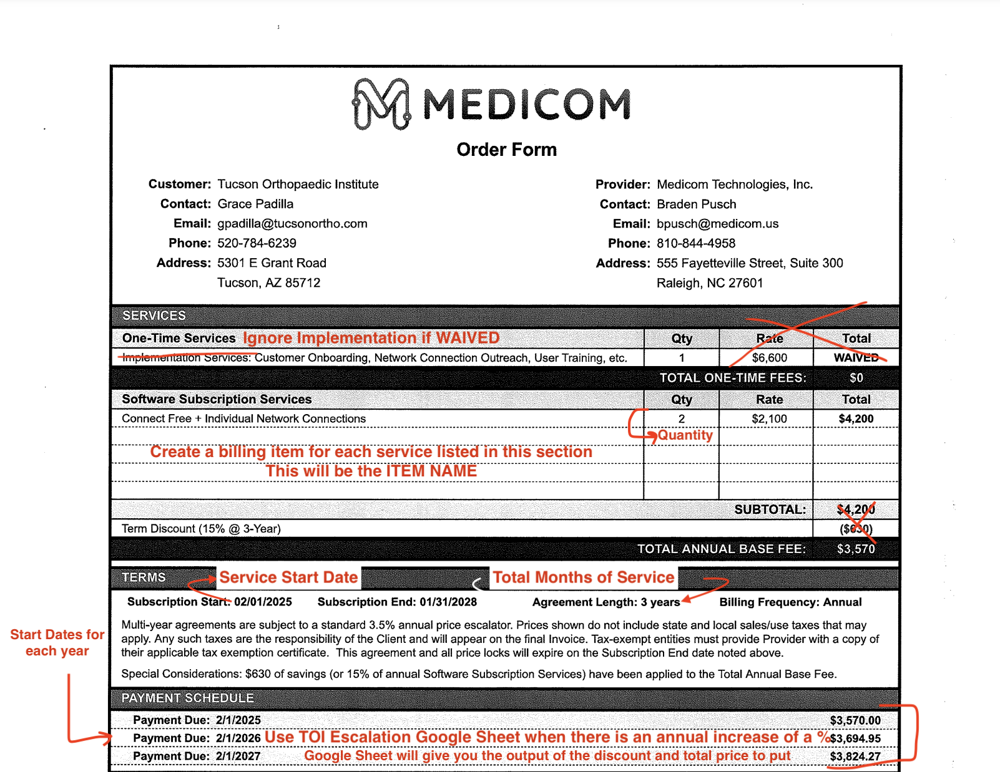 MEDICOM
Order Form
Customer: Tucson Orthopaedic Institute
Contact: Grace Padilla
Email: gpadilla@tucsonortho.com
Phone: 520-784-6239
Address: 5301 E Grant Road
Tucson, AZ 85712
Provider: Medicom Technologies, Inc.
Contact: Braden Pusch
Email: bpusch@medicom.us
Phone: 810-844-4958
Address: 555 Fayetteville Street, Suite 300
Raleigh, NC 27601
SERVICES
One-Time Services Ignore Implementation if WAIVED Qty Rate Total
Implementation Services: Customer Onboarding, Network Connection Outreach, User Training, etc. 1 $6,600 WAIVED
TOTAL ONE-TIME FEES: $0
Software Subscription Services Qty Rate Total
Connect Free + Individual Network Connections 2 $2,100 $4,200
Quantity
Create a billing item for each service listed in this section
This will be the ITEM NAME
SUBTOTAL: $4,200
Term Discount (15% @ 3-Year) ($630)
TOTAL ANNUAL BASE FEE: $3,570
TERMS Service Start Date Total Months of Service
Subscription Start: 02/01/2025 Subscription End: 01/31/2028 Agreement Length: 3 years Billing Frequency: Annual
Multi-year agreements are subject to a standard 3.5% annual price escalator. Prices shown do not include state and local sales/use taxes that may
apply. Any such taxes are the responsibility of the Client and will appear on the final Invoice. Tax-exempt entities must provide Provider with a copy of
their applicable tax exemption certificate. This agreement and all price locks will expire on the Subscription End date noted above.
Special Considerations: $630 of savings (or 15% of annual Software Subscription Services) have been applied to the Total Annual Base Fee.
Start Dates for
each year
PAYMENT SCHEDULE
Payment Due: 2/1/2025 $3,570.00
Payment Due: 2/1/2026 Use TOI Escalation Google Sheet when there is an annual increase of a % $3,694.95
Payment Due: 2/1/2027 Google Sheet will give you the output of the discount and total price to put $3,824.27